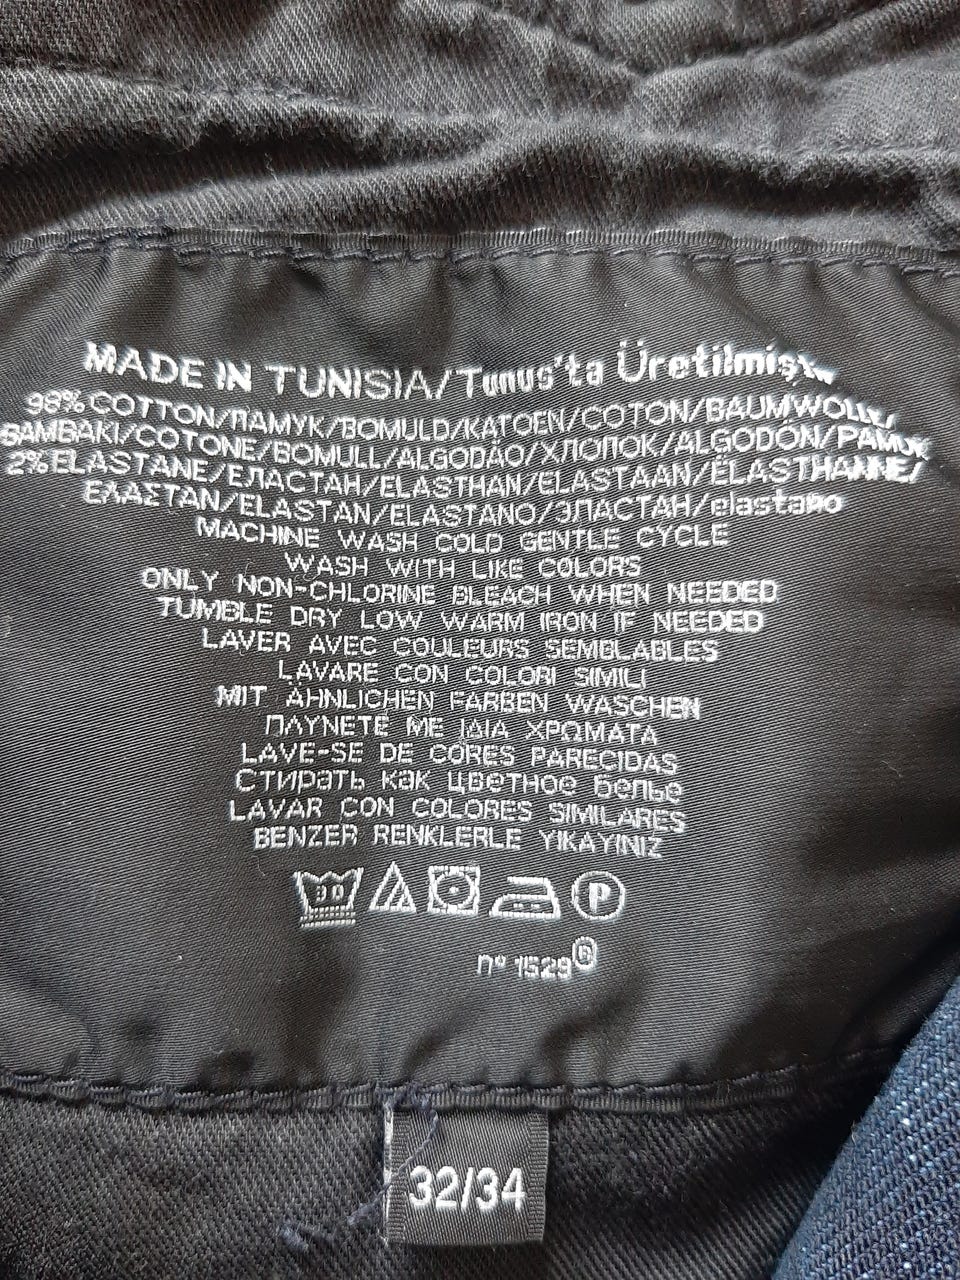 MADE IN TUNISIA/Tunus'ta Üretilmiştir
98% COTTON/ПАМУК/BOMULD/KATOEN/COTON/BAUMWOLLE/
BAMBAKI/COTONE/BOMULL/ALGODÃO/ХЛОПОК/ALGODÓN/PAMUK
2% ELASTANE/ЕЛАСТАН/ELASTHAN/ELASTAAN/ÉLASTHANNE/
ΕΛΑΣΤΑΝ/ELASTAN/ELASTANO/ЭЛАСТАН/elastano
MACHINE WASH COLD GENTLE CYCLE
WASH WITH LIKE COLORS
ONLY NON-CHLORINE BLEACH WHEN NEEDED
TUMBLE DRY LOW WARM IRON IF NEEDED
LAVER AVEC COULEURS SEMBLABLES
LAVARE CON COLORI SIMILI
MIT ÄHNLICHEN FARBEN WASCHEN
ΠΛΥΝΕΤΕ ΜΕ ΙΔΙΑ ΧΡΩΜΑΤΑ
LAVE-SE DE CORES PARECIDAS
Стирать как цветное белье
LAVAR CON COLORES SIMILARES
BENZER RENKLERLE YIKAYINIZ
30 P
n° 1529®
32/34